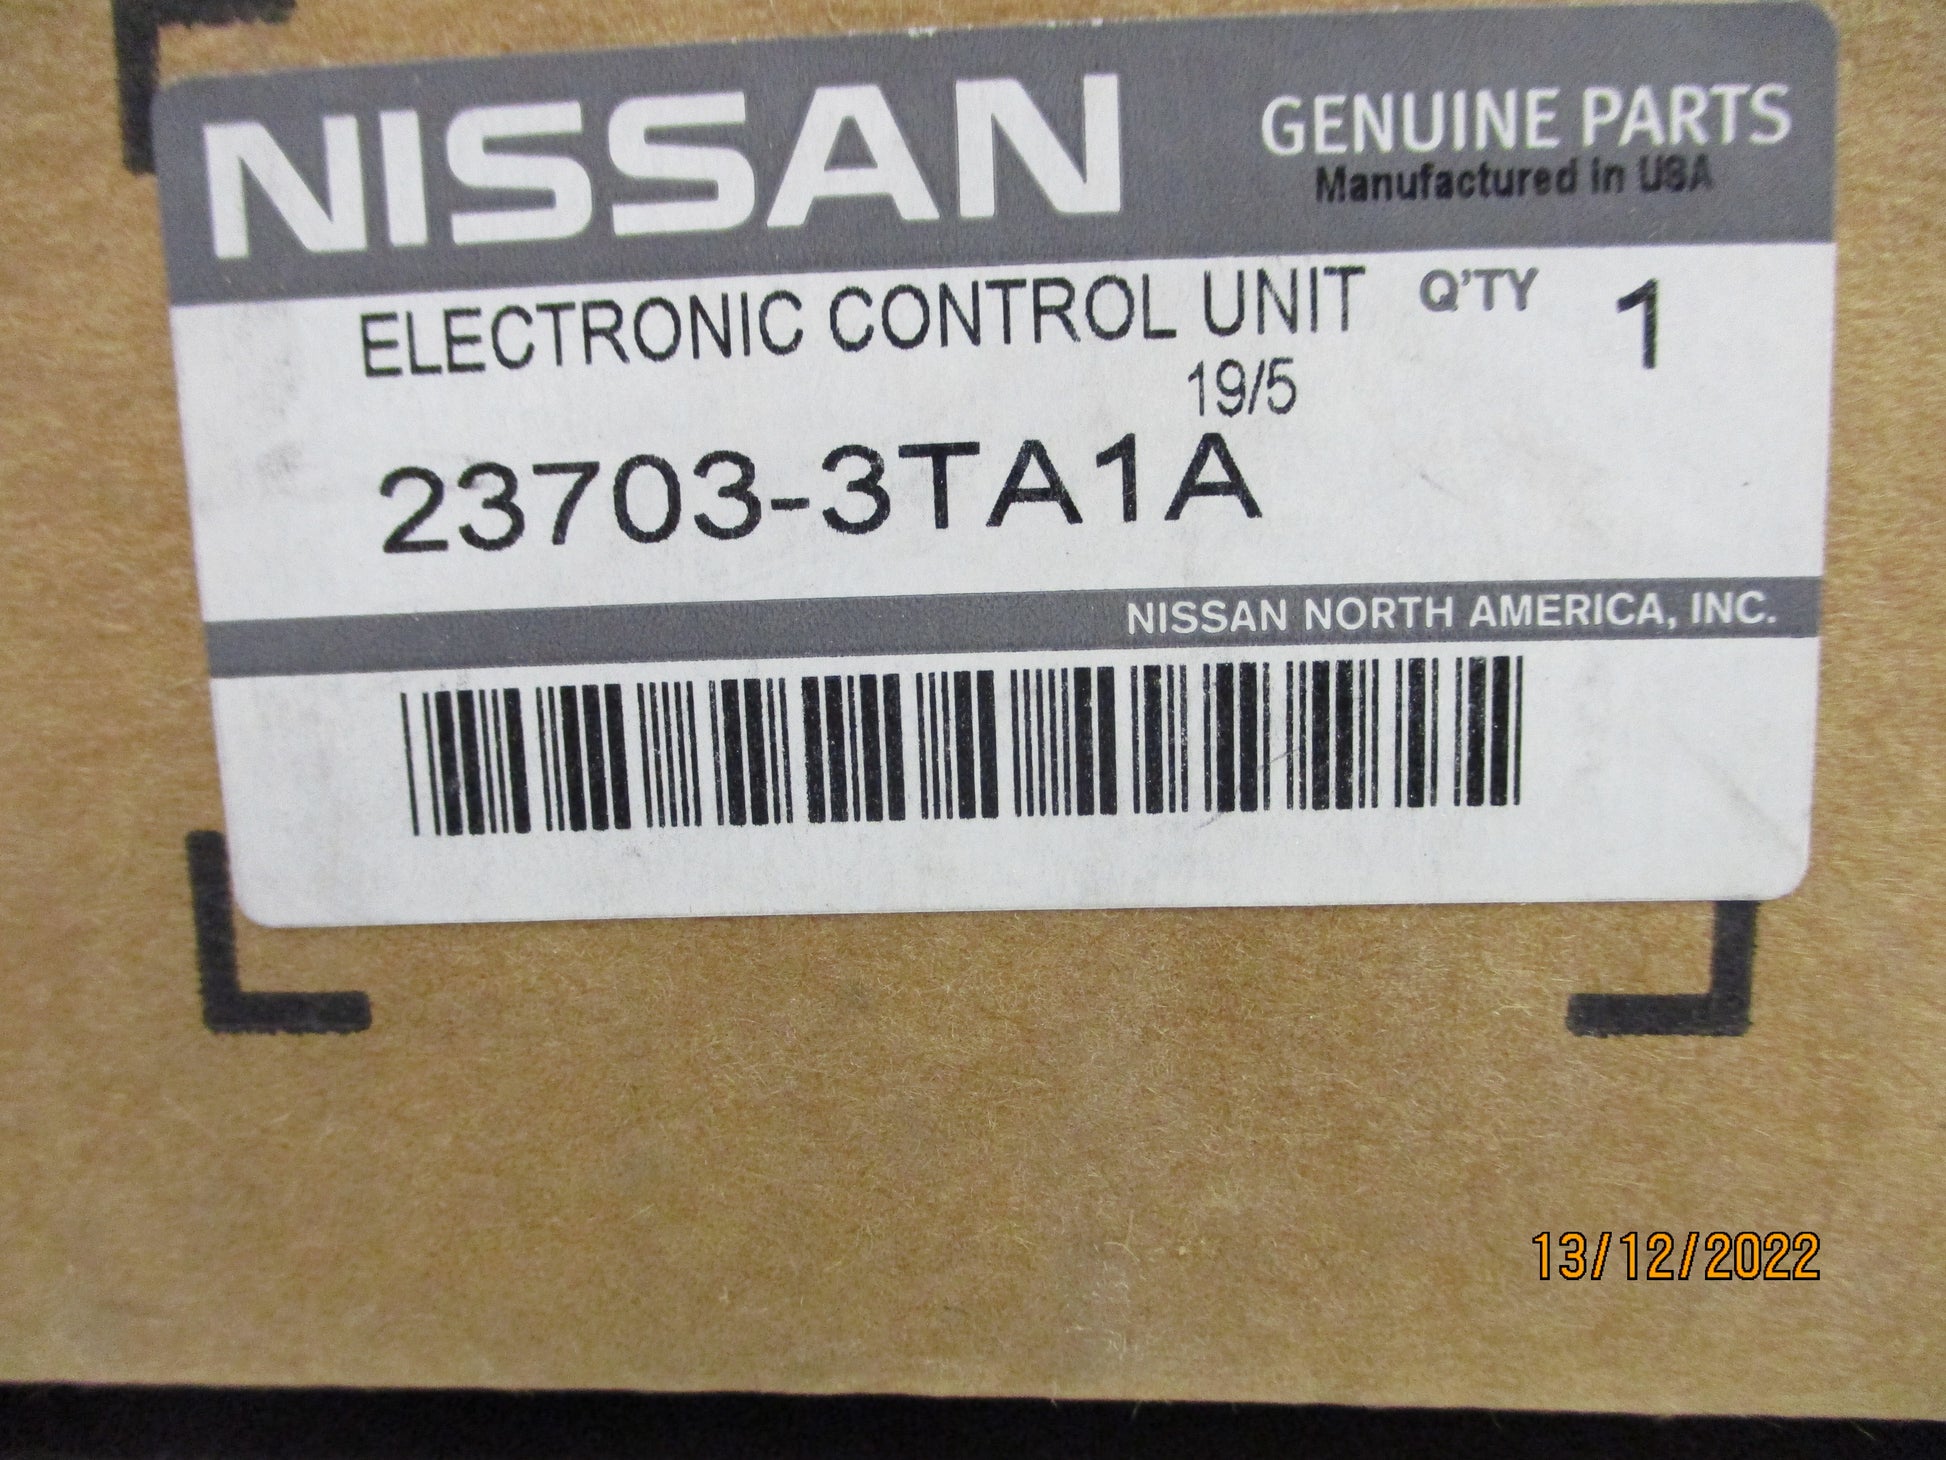 NISSAN
GENUINE PARTS
Manufactured in USA
ELECTRONIC CONTROL UNIT Q'TY 1
19/5
23703-3TA1A
NISSAN NORTH AMERICA, INC.
13/12/2022